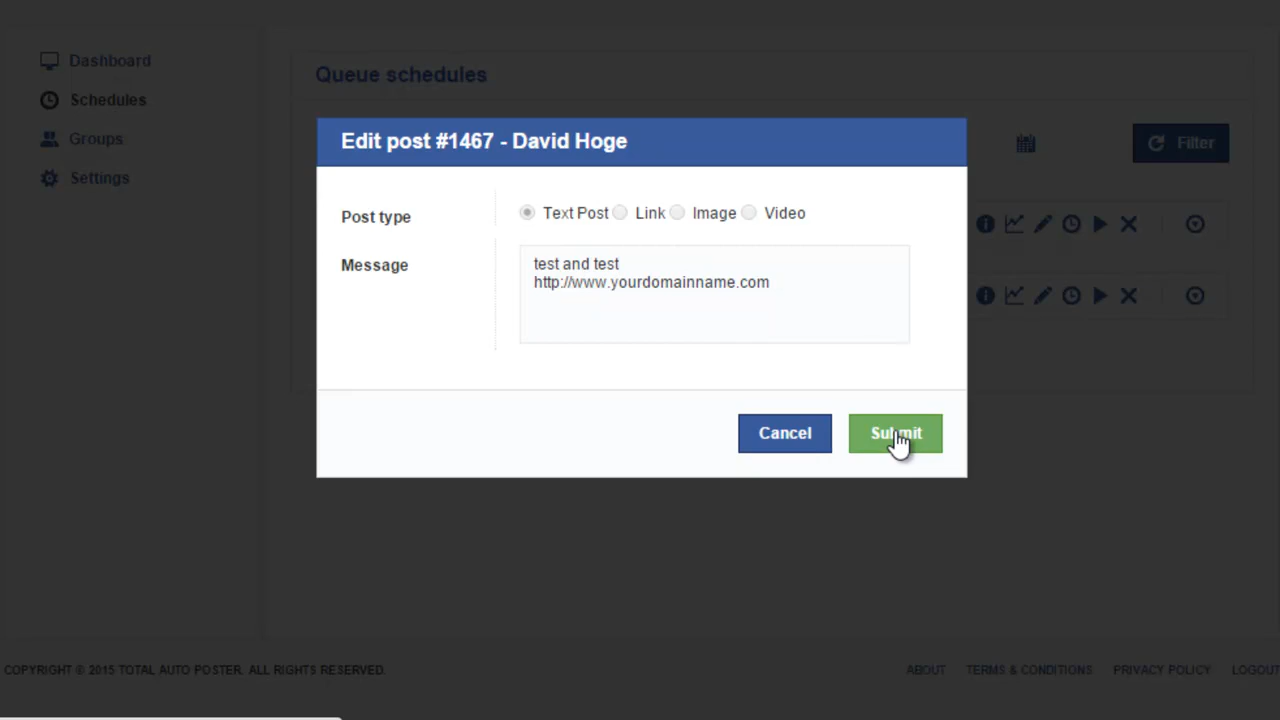 Dashboard
Schedules
Groups
Settings
Queue schedules
Filter
Edit post #1467 - David Hoge
Post type
Text Post Link Image Video
Message
test and test
http://www.yourdomainname.com
Cancel
Submit
COPYRIGHT © 2015 TOTAL AUTO POSTER. ALL RIGHTS RESERVED.
ABOUT TERMS & CONDITIONS PRIVACY POLICY LOGOUT